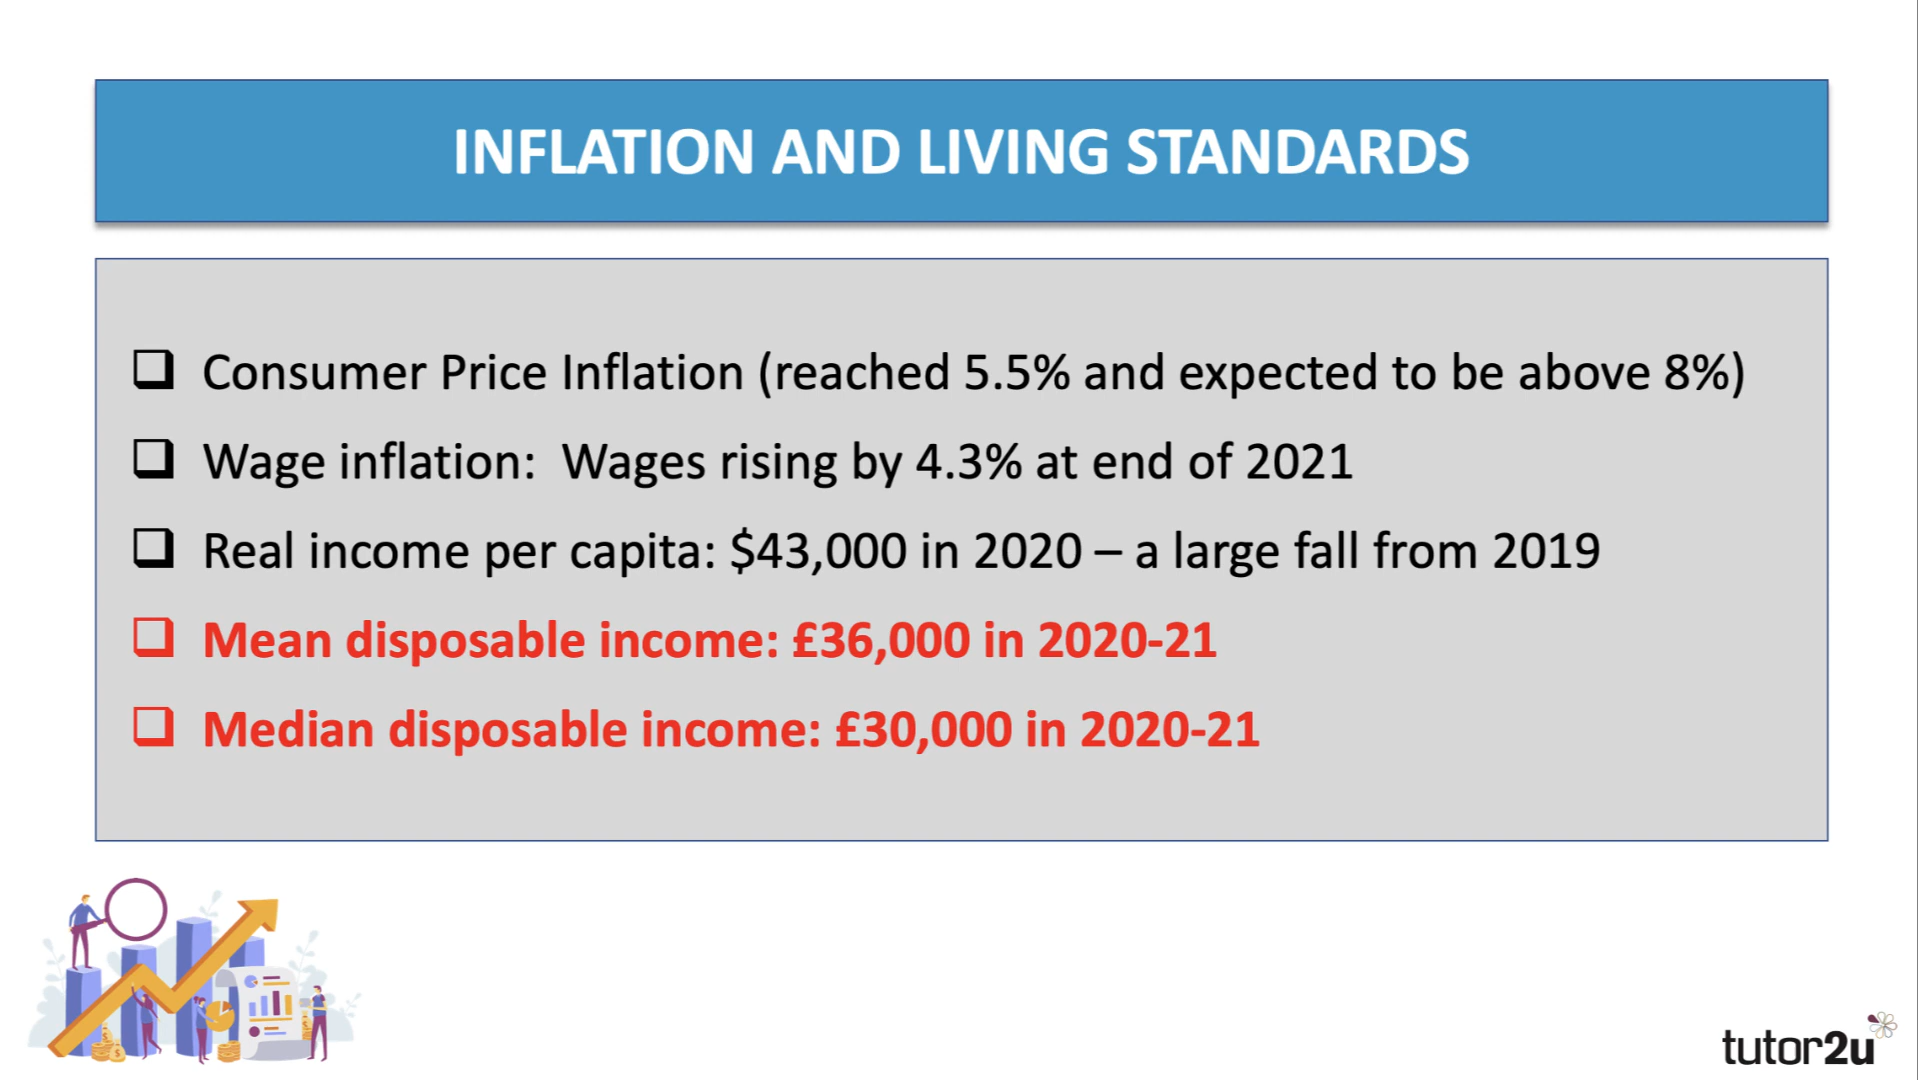 INFLATION AND LIVING STANDARDS
Consumer Price Inflation (reached 5.5% and expected to be above 8%)
Wage inflation:  Wages rising by 4.3% at end of 2021
Real income per capita: $43,000 in 2020 – a large fall from 2019
Mean disposable income: £36,000 in 2020-21
Median disposable income: £30,000 in 2020-21
tutor2u